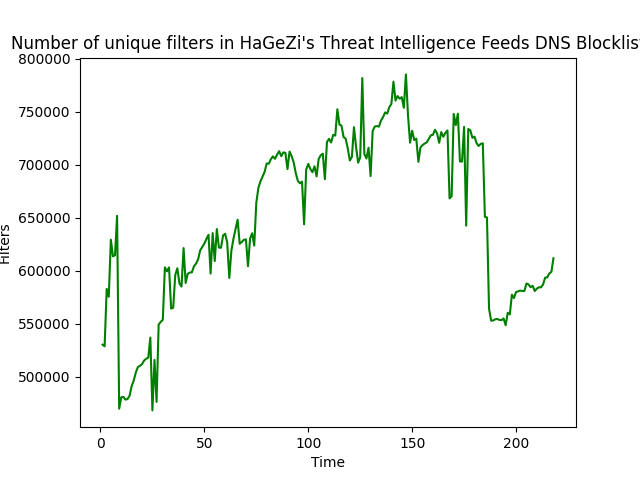 Number of unique filters in HaGeZi's Threat Intelligence Feeds DNS Blocklist
800000
750000
700000
650000
600000
550000
500000
Filters
0 50 100 150 200
Time